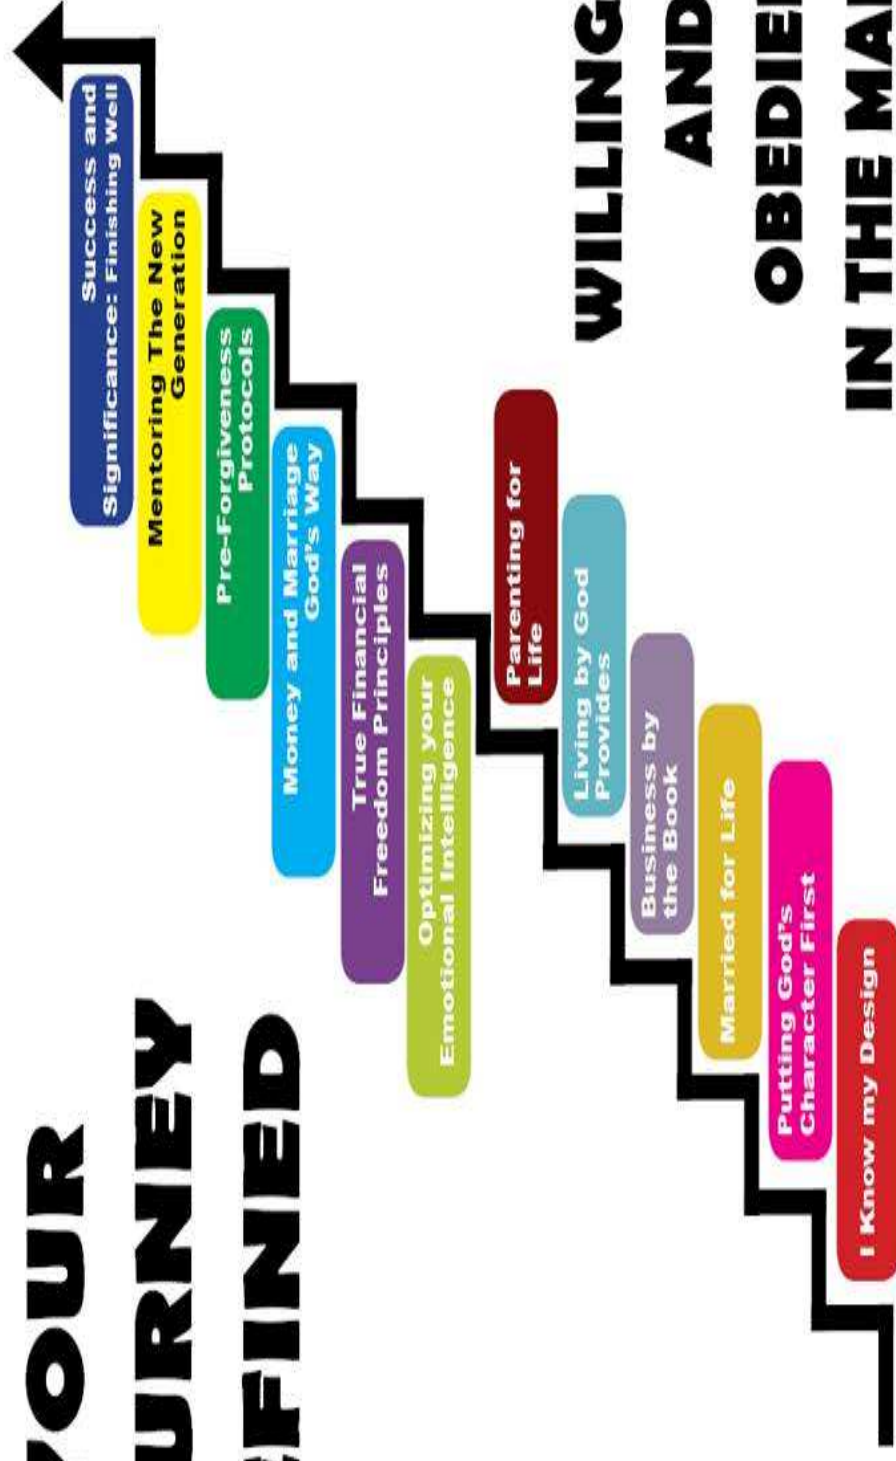 YOUR
URNEY
EFINED
Success and
Significance: Finishing Well
Mentoring The New
Generation
Pre-Forgiveness
Protocols
Money and Marriage
God's Way
True Financial
Freedom Principles
Optimizing your
Emotional Intelligence
Parenting for
Life
Living by God
Provides
Business by
the Book
Married for Life
Putting God's
Character First
I Know my Design
WILLING
AND
OBEDIE
IN THE MA